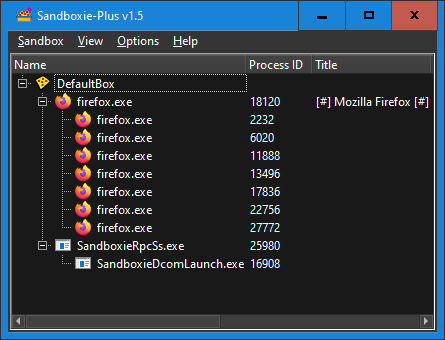 Sandboxie-Plus v1.5
Sandbox View Options Help
Name Process ID Title
DefaultBox
firefox.exe 18120 [#] Mozilla Firefox [#]
firefox.exe 2232
firefox.exe 6020
firefox.exe 11888
firefox.exe 13496
firefox.exe 17836
firefox.exe 22756
firefox.exe 27772
SandboxieRpcSs.exe 25980
SandboxieDcomLaunch.exe 16908